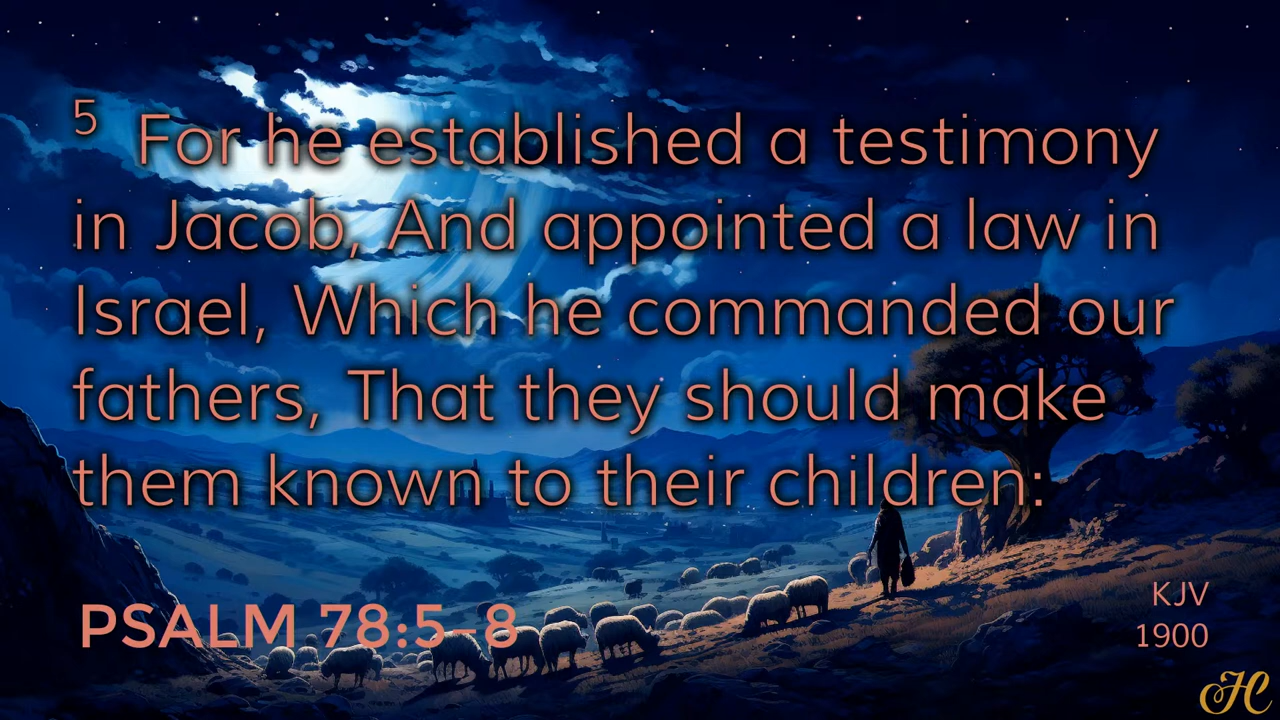 5 For he established a testimony
in Jacob, And appointed a law in
Israel, Which he commanded our
fathers, That they should make
them known to their children:
PSALM 78:5–8
KJV
1900
HC